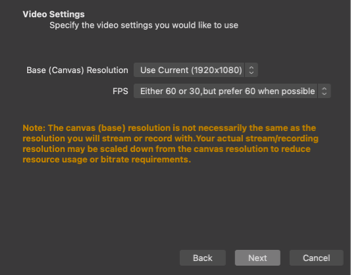 Video Settings
Specify the video settings you would like to use
Base (Canvas) Resolution Use Current (1920x1080)
FPS Either 60 or 30,but prefer 60 when possible
Note: The canvas (base) resolution is not necessarily the same as the
resolution you will stream or record with.Your actual stream/recording
resolution may be scaled down from the canvas resolution to reduce
resource usage or bitrate requirements.
Back Next Cancel